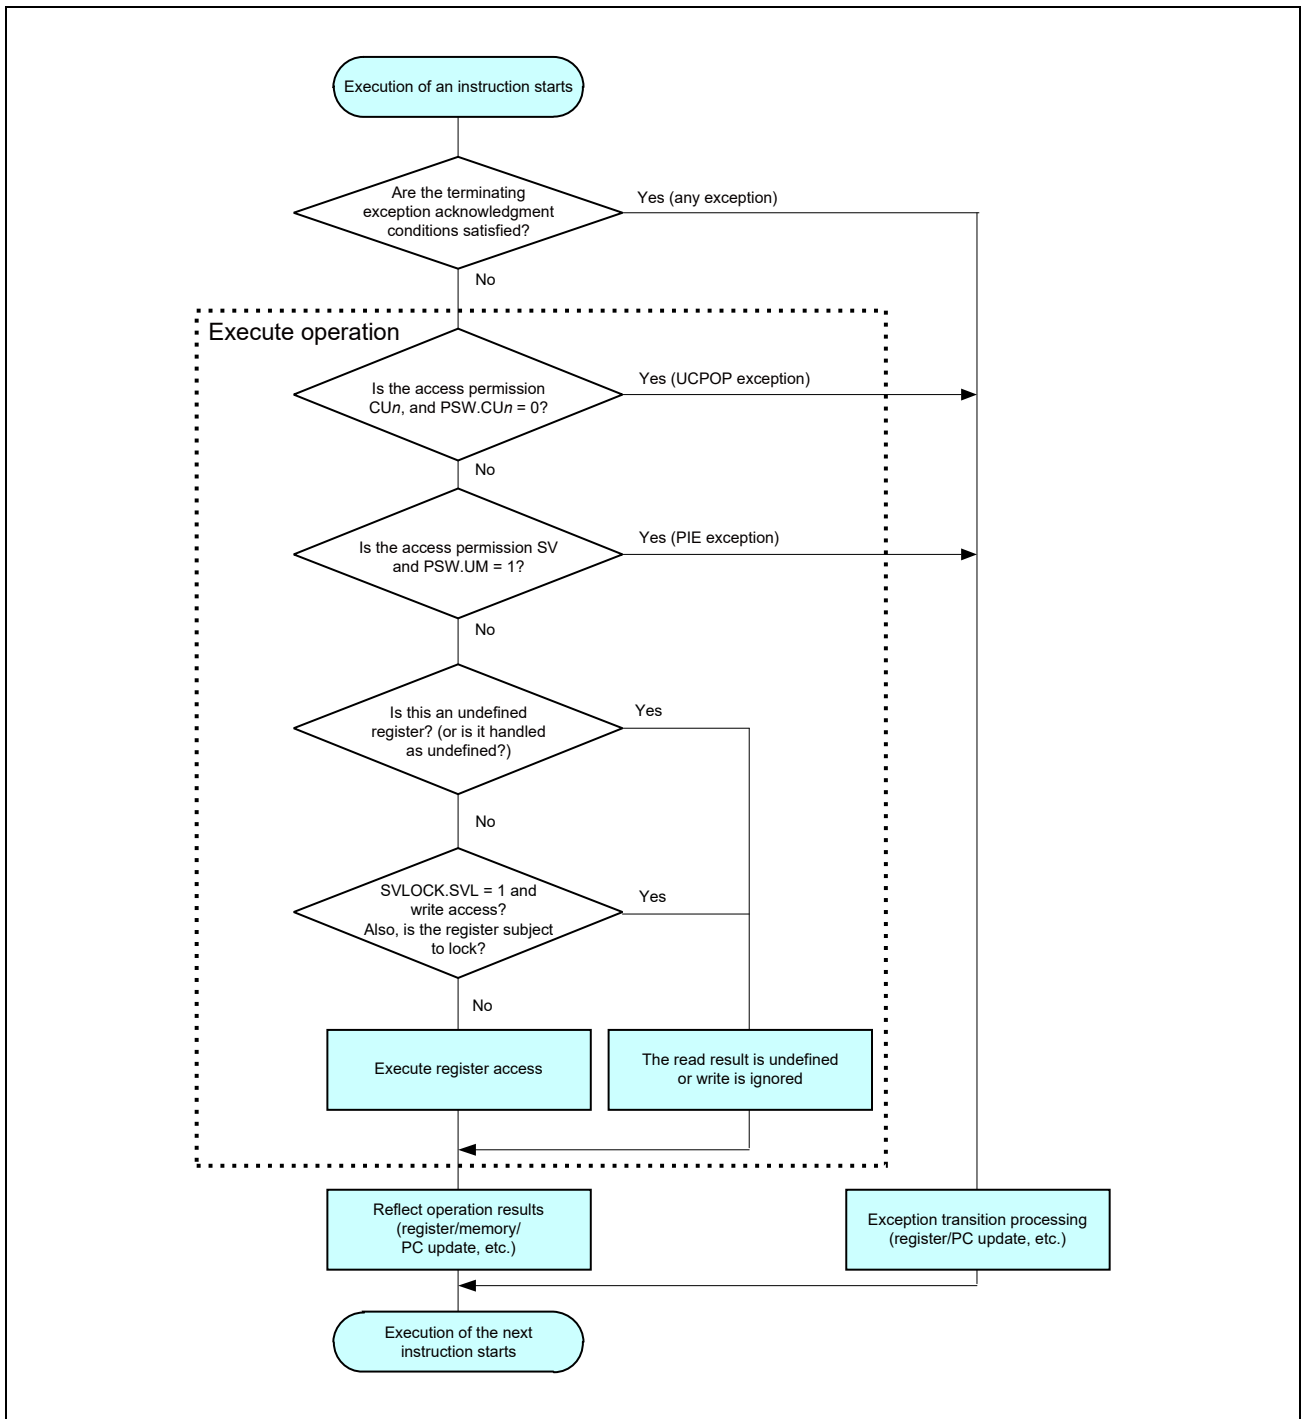 Execution of an instruction starts
Are the terminating
exception acknowledgment
conditions satisfied?
Yes (any exception)
No
Execute operation
Is the access permission
CUn, and PSW.CUn = 0?
Yes (UCPOP exception)
No
Is the access permission SV
and PSW.UM = 1?
Yes (PIE exception)
No
Is this an undefined
register? (or is it handled
as undefined?)
Yes
No
SVLOCK.SVL = 1 and
write access?
Also, is the register subject
to lock?
Yes
No
Execute register access
The read result is undefined
or write is ignored
Reflect operation results
(register/memory/
PC update, etc.)
Exception transition processing
(register/PC update, etc.)
Execution of the next
instruction starts